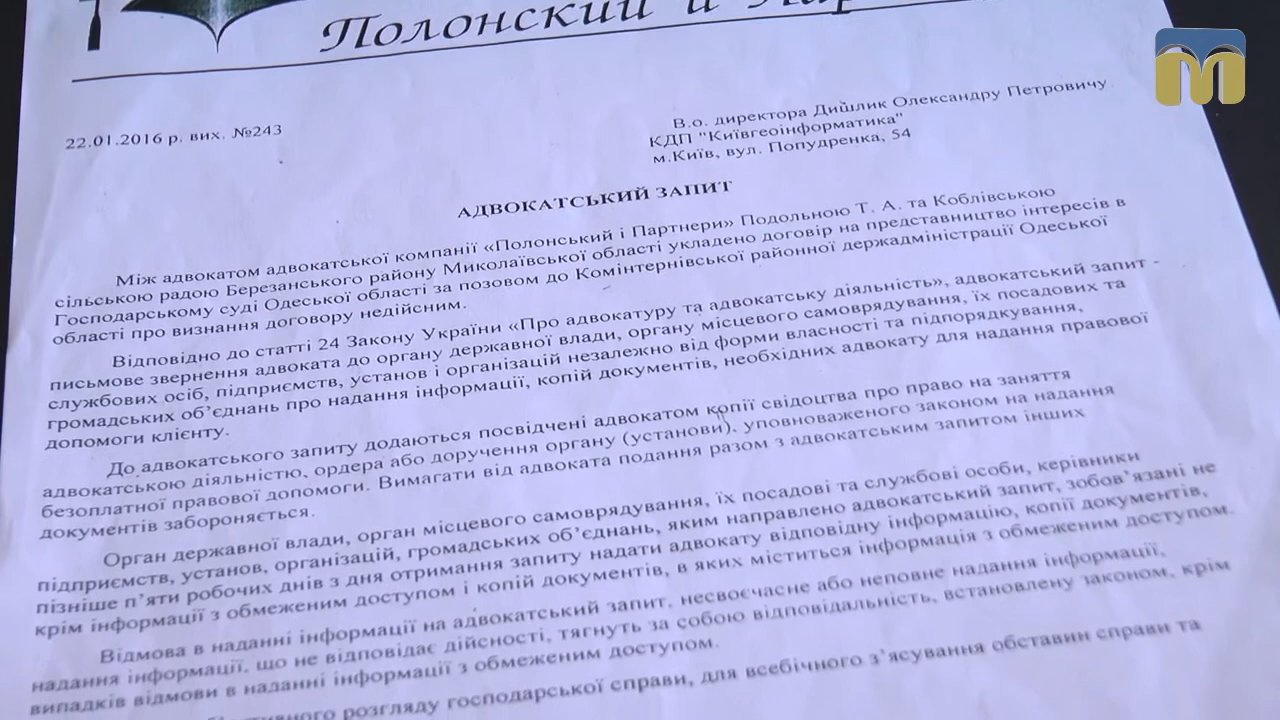 Полонский и
22.01.2016 р. вих. №243
В.о. директора Дишлик Олександру Петровичу
КДП "Київгеоінформатика"
м.Київ, вул. Попудренка, 54
АДВОКАТСЬКИЙ ЗАПИТ
Між адвокатом адвокатської компанії «Полонський і Партнери» Подольною Т. А. та Коблівською
сільською радою Березанського району Миколаївської області укладено договір на представництво інтересів в
Господарському суді Одеської області за позовом до Комінтернівської районної держадміністрації Одеської
області про визнання договору недійсним.
Відповідно до статті 24 Закону України «Про адвокатуру та адвокатську діяльність», адвокатський запит -
письмове звернення адвоката до органу державної влади, органу місцевого самоврядування, їх посадових та
службових осіб, підприємств, установ і організацій незалежно від форми власності та підпорядкування,
громадських об’єднань про надання інформації, копій документів, необхідних адвокату для надання правової
допомоги клієнту.
До адвокатського запиту додаються посвідчені адвокатом копії свідоцтва про право на заняття
адвокатською діяльністю, ордера або доручення органу (установи), уповноваженого законом на надання
безоплатної правової допомоги. Вимагати від адвоката подання разом з адвокатським запитом інших
документів забороняється.
Орган державної влади, орган місцевого самоврядування, їх посадові та службові особи, керівники
підприємств, установ, організацій, громадських об’єднань, яким направлено адвокатський запит, зобов’язані не
пізніше п’яти робочих днів з дня отримання запиту надати адвокату відповідну інформацію, копії документів,
крім інформації з обмеженим доступом і копій документів, в яких міститься інформація з обмеженим доступом.
Відмова в наданні інформації на адвокатський запит, несвоєчасне або неповне надання інформації,
надання інформації, що не відповідає дійсності, тягнуть за собою відповідальність, встановлену законом, крім
випадків відмови в наданні інформації з обмеженим доступом.
розгляду господарської справи, для всебічного з’ясування обставин справи та